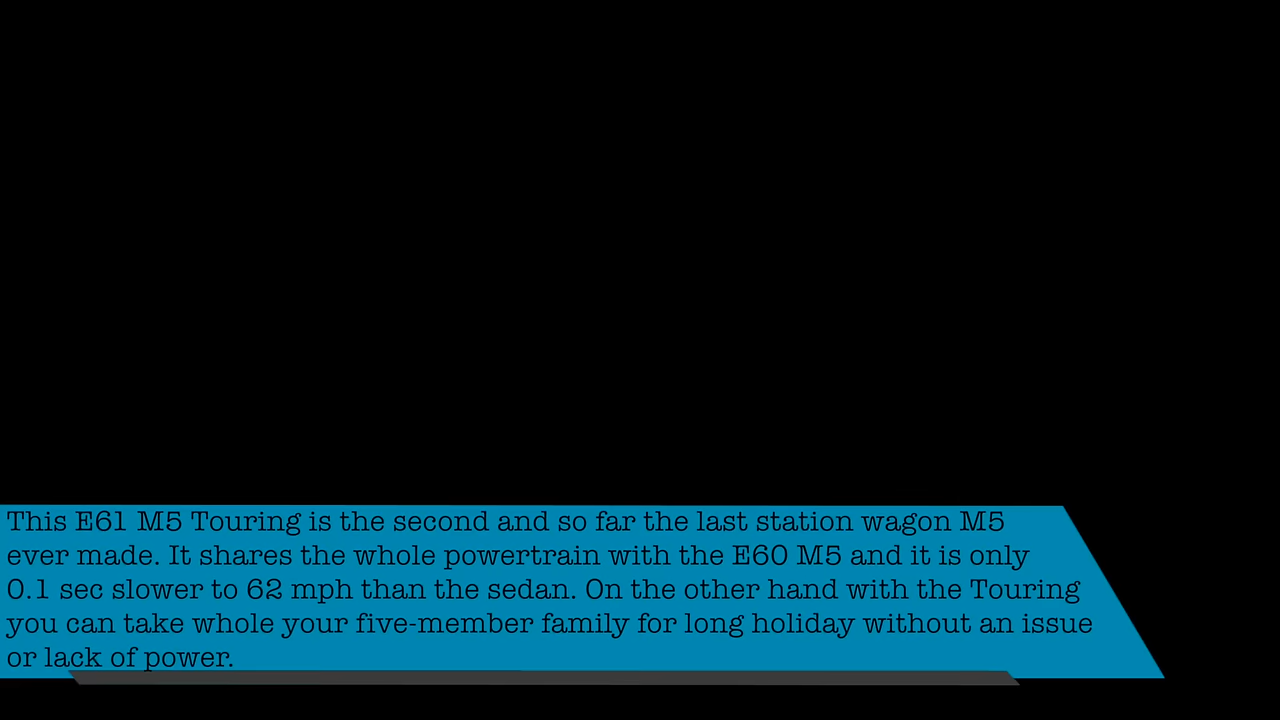 This E61 M5 Touring is the second and so far the last station wagon M5
ever made. It shares the whole powertrain with the E60 M5 and it is only
0.1 sec slower to 62 mph than the sedan. On the other hand with the Touring
you can take whole your five-member family for long holiday without an issue
or lack of power.